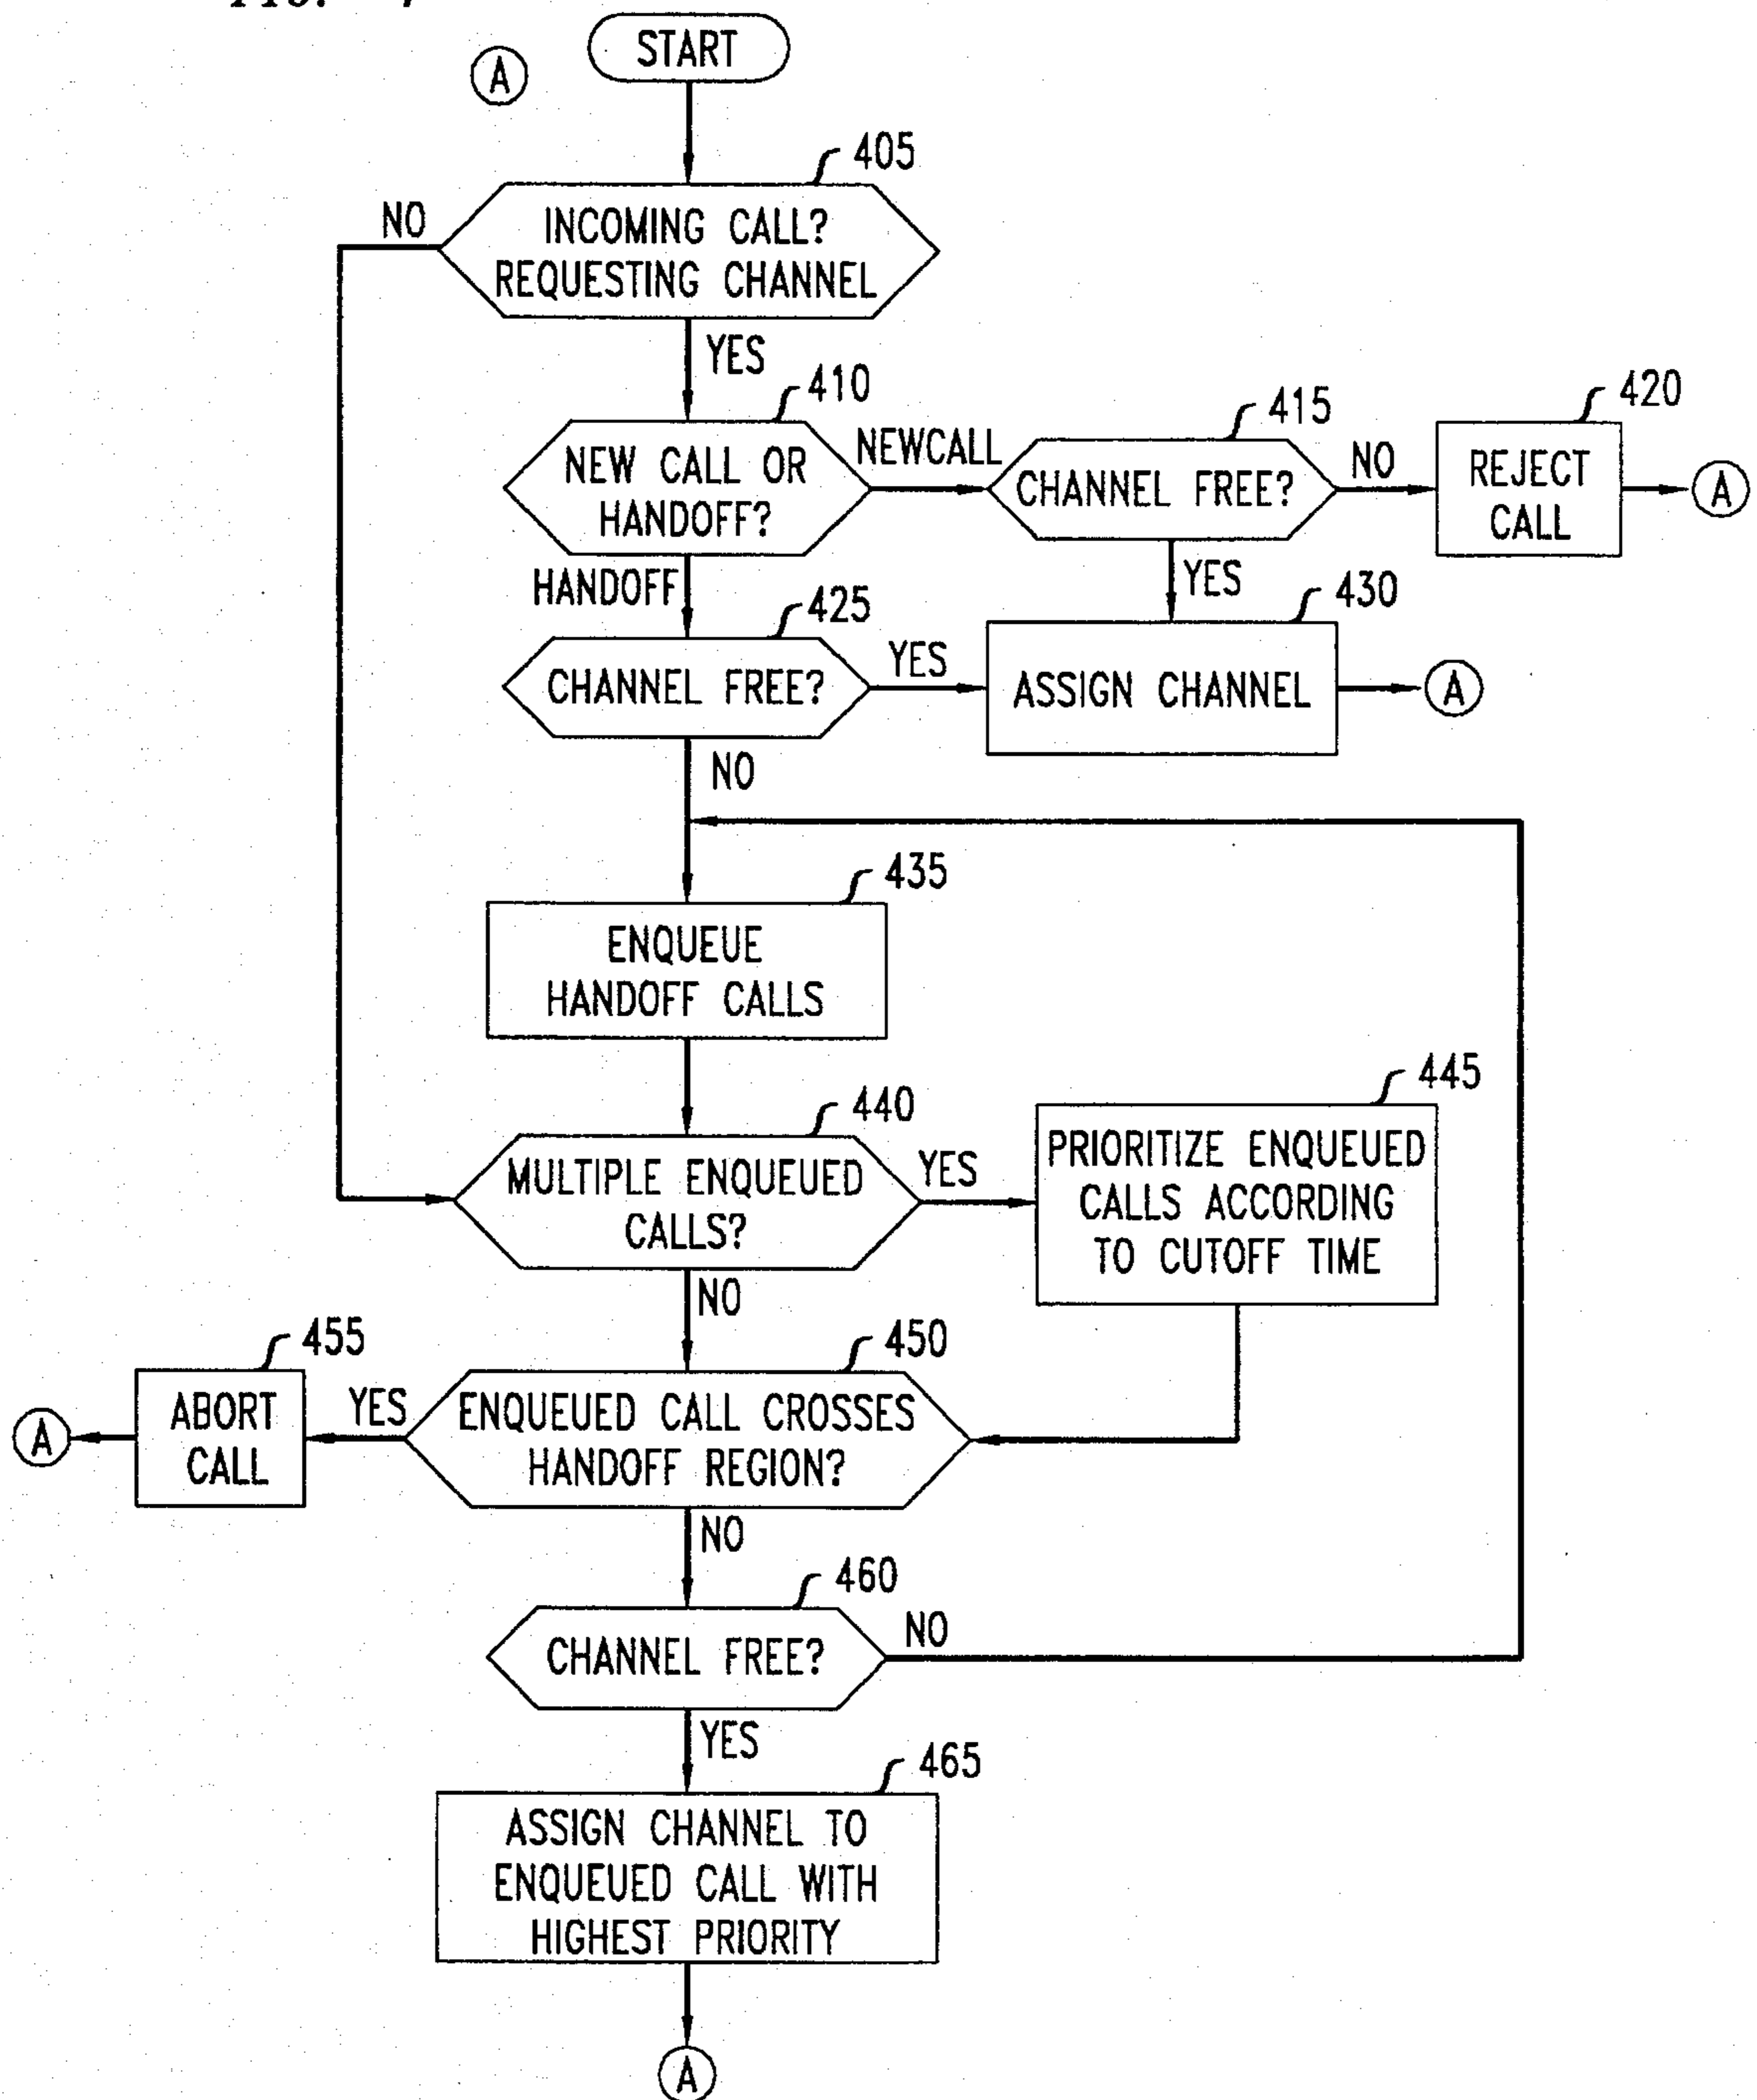 START
A
405
NO
INCOMING CALL?
REQUESTING CHANNEL
YES
410
NEW CALL OR
HANDOFF?
NEWCALL
415
CHANNEL FREE?
NO
420
REJECT
CALL
A
HANDOFF
YES
425
CHANNEL FREE?
YES
430
ASSIGN CHANNEL
A
NO
435
ENQUEUE
HANDOFF CALLS
440
MULTIPLE ENQUEUED
CALLS?
YES
445
PRIORITIZE ENQUEUED
CALLS ACCORDING
TO CUTOFF TIME
NO
450
ENQUEUED CALL CROSSES
HANDOFF REGION?
YES
455
ABORT
CALL
A
NO
460
CHANNEL FREE?
NO
YES
465
ASSIGN CHANNEL TO
ENQUEUED CALL WITH
HIGHEST PRIORITY
A